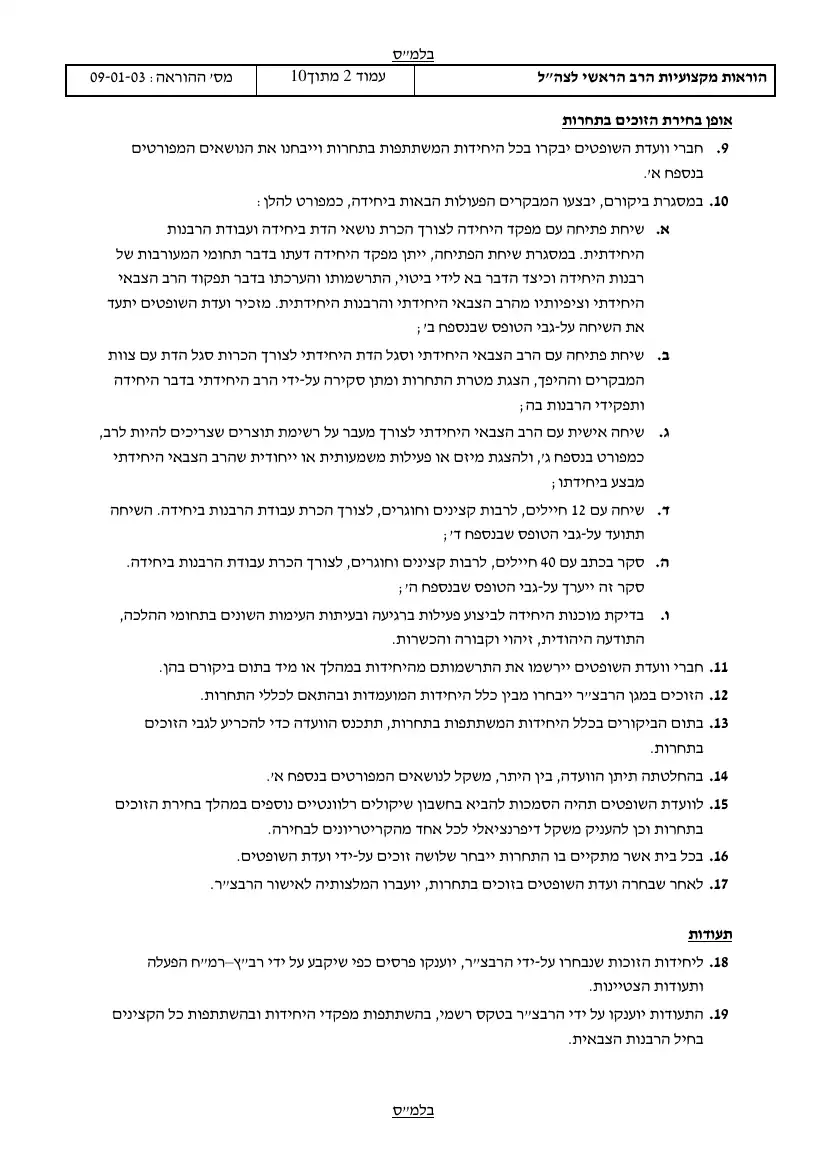 בלמ"ס
הוראות מקצועיות הרב הראשי לצה"ל עמוד 2 מתוך10 מס' ההוראה: 09-01-03
אופן בחירת הזוכים בתחרות
9. חברי וועדת השופטים יבקרו בכל היחידות המשתתפות בתחרות וייבחנו את הנושאים המפורטים
בנספח א'.
10. במסגרת ביקורם, יבצעו המבקרים הפעולות הבאות ביחידה, כמפורט להלן:
א. שיחת פתיחה עם מפקד היחידה לצורך הכרת נושאי הדת ביחידה ועבודת הרבנות
היחידתית. במסגרת שיחת הפתיחה, ייתן מפקד היחידה דעתו בדבר תחומי המעורבות של
רבנות היחידה וכיצד הדבר בא לידי ביטוי, התרשמותו והערכתו בדבר תפקוד הרב הצבאי
היחידתי וציפיותיו מהרב הצבאי היחידתי והרבנות היחידתית. מזכיר ועדת השופטים יתעד
את השיחה על-גבי הטופס שבנספח ב';
ב. שיחת פתיחה עם הרב הצבאי היחידתי וסגל הדת היחידתי לצורך הכרות סגל הדת עם צוות
המבקרים וההיפך, הצגת מטרת התחרות ומתן סקירה על-ידי הרב היחידתי בדבר היחידה
ותפקידי הרבנות בה;
ג. שיחה אישית עם הרב הצבאי היחידתי לצורך מעבר על רשימת תוצרים שצריכים להיות לרב,
כמפורט בנספח ג', ולהצגת מיזם או פעילות משמעותית או ייחודית שהרב הצבאי היחידתי
מבצע ביחידתו;
ד. שיחה עם 12 חיילים, לרבות קצינים וחוגרים, לצורך הכרת עבודת הרבנות ביחידה. השיחה
תתועד על-גבי הטופס שבנספח ד';
ה. סקר בכתב עם 40 חיילים, לרבות קצינים וחוגרים, לצורך הכרת עבודת הרבנות ביחידה.
סקר זה ייערך על-גבי הטופס שבנספח ה';
ו. בדיקת מוכנות היחידה לביצוע פעילות ברגיעה ובעיתות העימות השונים בתחומי ההלכה,
התודעה היהודית, זיהוי וקבורה והכשרות.
11. חברי וועדת השופטים יירשמו את התרשמותם מהיחידות במהלך או מיד בתום ביקורם בהן.
12. הזוכים במגן הרבצ"ר ייבחרו מבין כלל היחידות המועמדות ובהתאם לכללי התחרות.
13. בתום הביקורים בכלל היחידות המשתתפות בתחרות, תתכנס הוועדה כדי להכריע לגבי הזוכים
בתחרות.
14. בהחלטתה תיתן הוועדה, בין היתר, משקל לנושאים המפורטים בנספח א'.
15. לוועדת השופטים תהיה הסמכות להביא בחשבון שיקולים רלוונטיים נוספים במהלך בחירת הזוכים
בתחרות וכן להעניק משקל דיפרנציאלי לכל אחד מהקריטריונים לבחירה.
16. בכל בית אשר מתקיים בו התחרות ייבחר שלושה זוכים על-ידי ועדת השופטים.
17. לאחר שבחרה ועדת השופטים בזוכים בתחרות, יועברו המלצותיה לאישור הרבצ"ר.
תעודות
18. ליחידות הזוכות שנבחרו על-ידי הרבצ"ר, יוענקו פרסים כפי שיקבע על ידי רב"ץ–רמ"ח הפעלה
ותעודות הצטיינות.
19. התעודות יוענקו על ידי הרבצ"ר בטקס רשמי, בהשתתפות מפקדי היחידות ובהשתתפות כל הקצינים
בחיל הרבנות הצבאית.
בלמ"ס